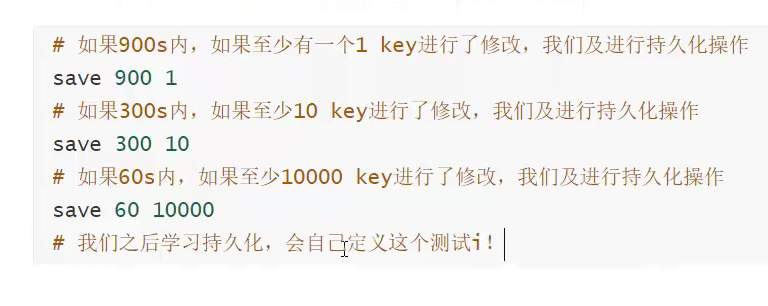 # 如果900s内，如果至少有一个1 key进行了修改，我们及进行持久化操作
save 900 1
# 如果300s内，如果至少10 key进行了修改，我们及进行持久化操作
save 300 10
# 如果60s内，如果至少10000 key进行了修改，我们及进行持久化操作
save 60 10000
# 我们之后学习持久化，会自己定义这个测试i！